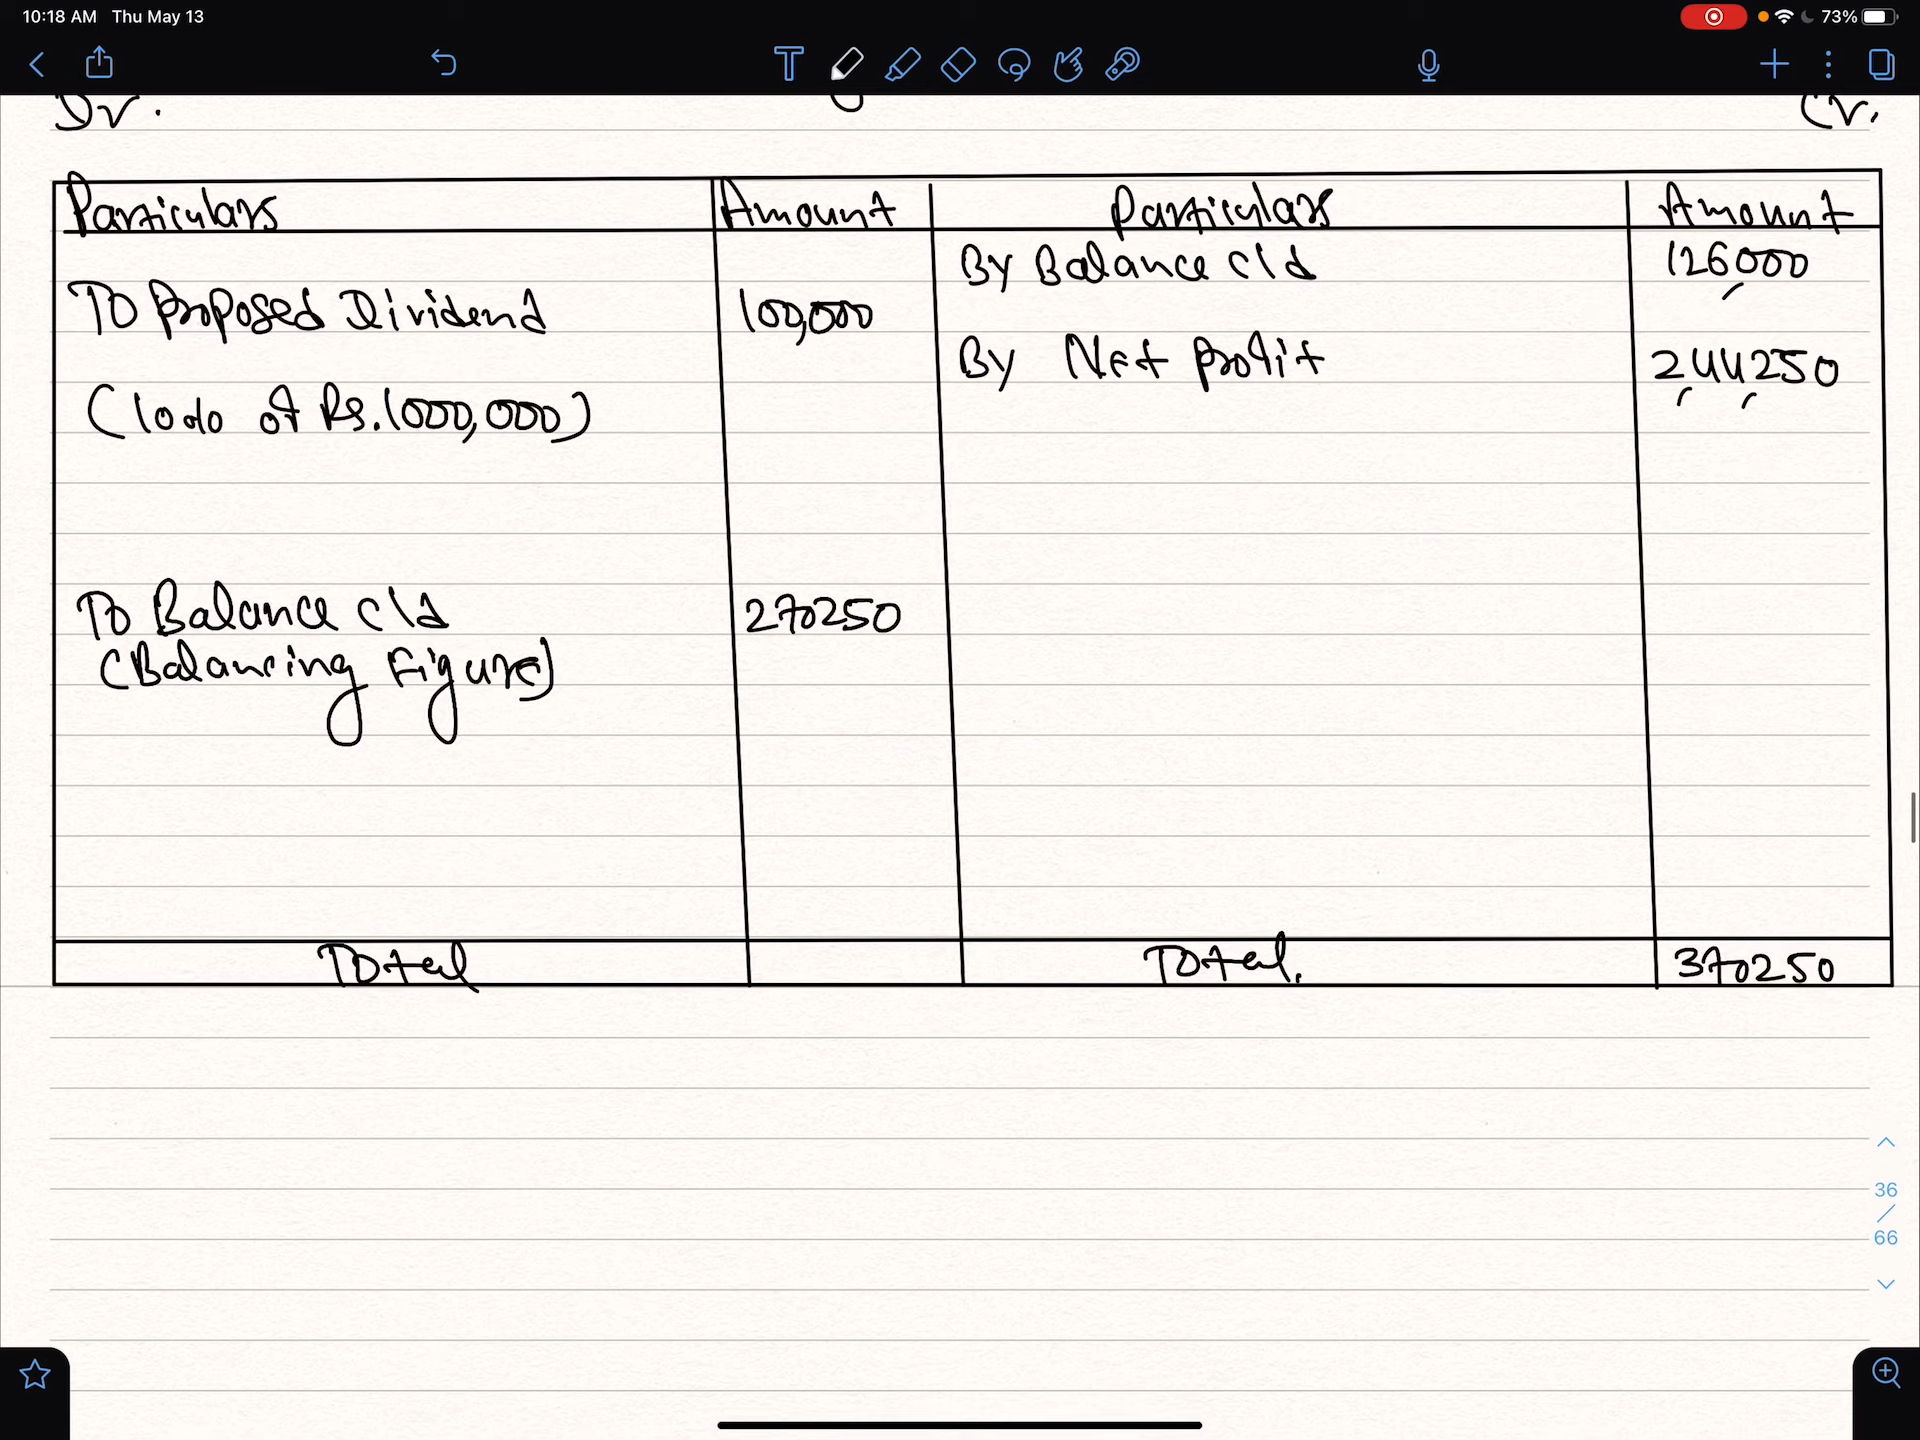 10:18 AM Thu May 13
73%
Dr.
Cr.
Particulars Amount Particulars Amount
By Balance c/d 126000
To Proposed Dividend 100,000
By Net profit 244250
(10% of Rs. 1000,000)
To Balance c/d 270250
(Balancing Figure)
Total Total. 370250
36
/
66